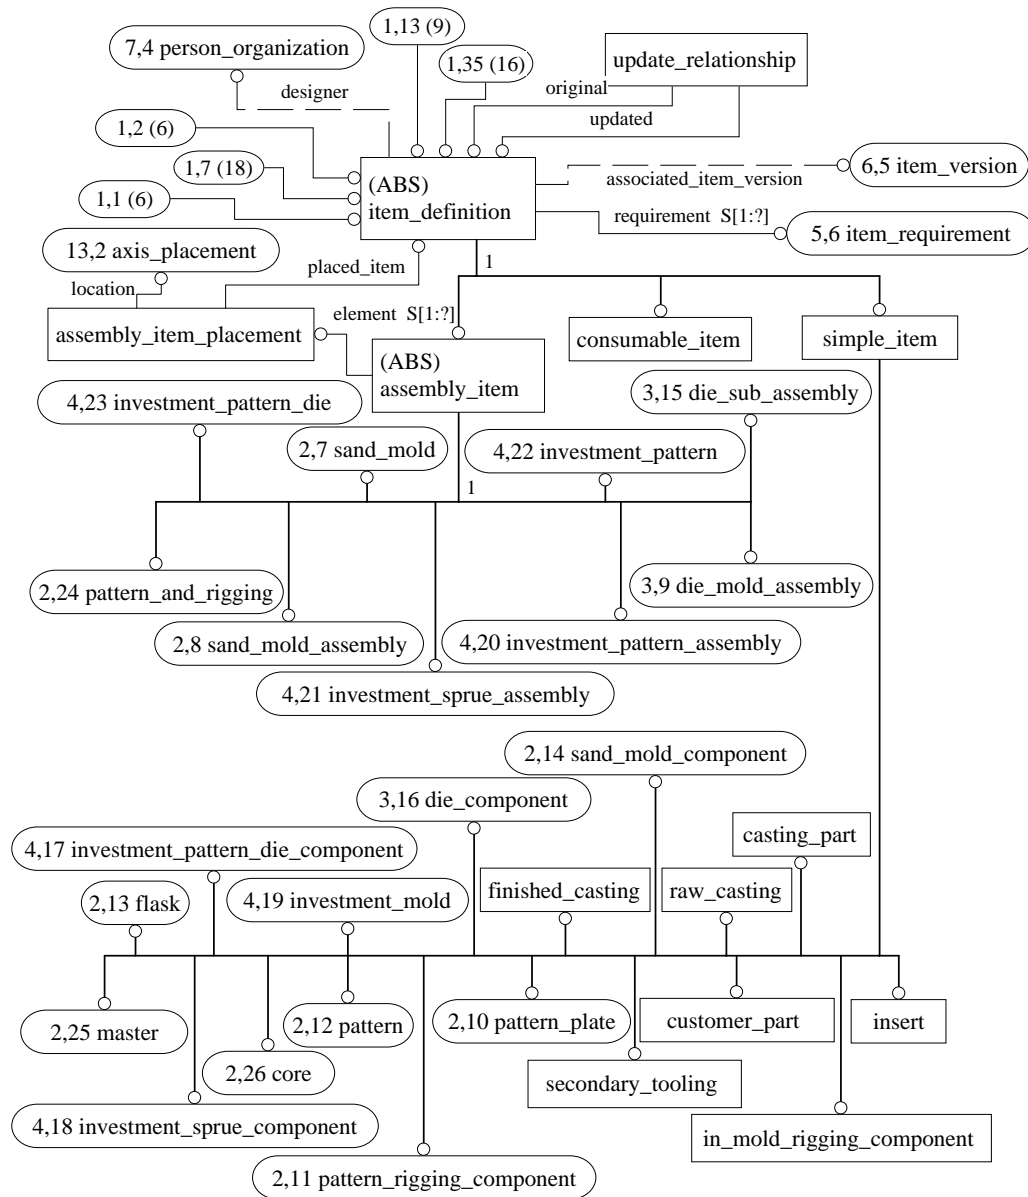 1,13 (9)
7,4 person_organization
1,35 (16)
update_relationship
original
designer
updated
1,2 (6)
1,7 (18)
(ABS)
item_definition
6,5 item_version
associated_item_version
1,1 (6)
requirement S[1:?]
5,6 item_requirement
13,2 axis_placement
placed_item
1
location
element S[1:?]
assembly_item_placement
consumable_item
simple_item
(ABS)
assembly_item
4,23 investment_pattern_die
3,15 die_sub_assembly
2,7 sand_mold
4,22 investment_pattern
1
2,24 pattern_and_rigging
3,9 die_mold_assembly
2,8 sand_mold_assembly
4,20 investment_pattern_assembly
4,21 investment_sprue_assembly
2,14 sand_mold_component
3,16 die_component
casting_part
4,17 investment_pattern_die_component
2,13 flask
4,19 investment_mold
finished_casting
raw_casting
2,25 master
2,12 pattern
2,10 pattern_plate
customer_part
insert
2,26 core
secondary_tooling
4,18 investment_sprue_component
in_mold_rigging_component
2,11 pattern_rigging_component